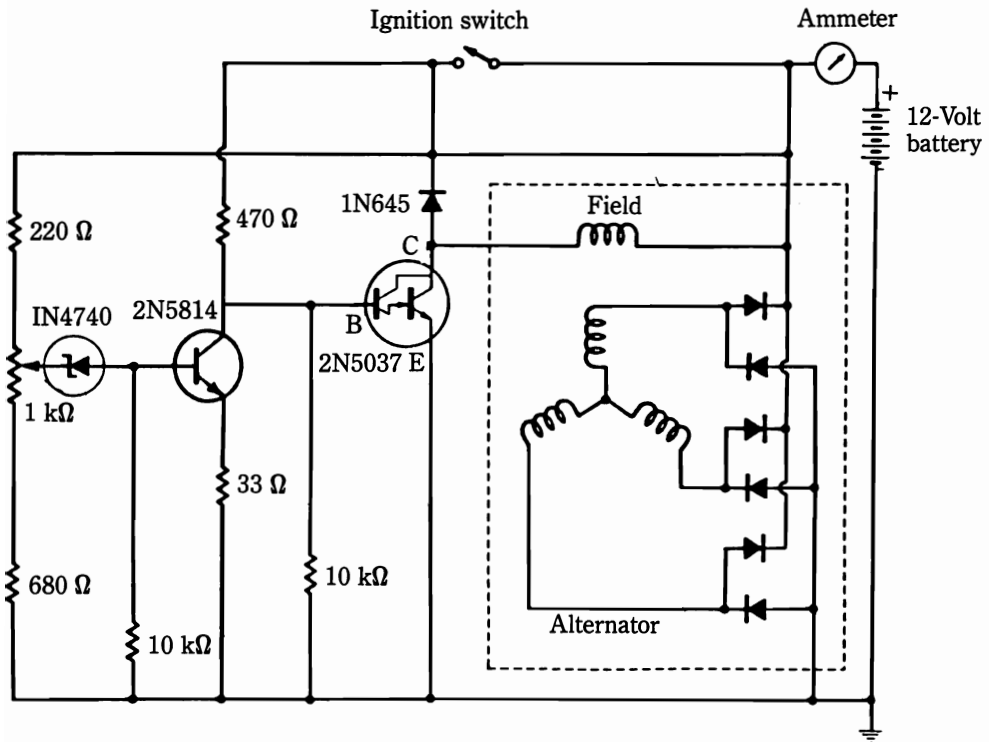 Ignition switch
Ammeter
+
12-Volt
battery
1N645
Field
220 Ω
470 Ω
C
IN4740
2N5814
B
2N5037 E
1 kΩ
33 Ω
680 Ω
10 kΩ
Alternator
10 kΩ